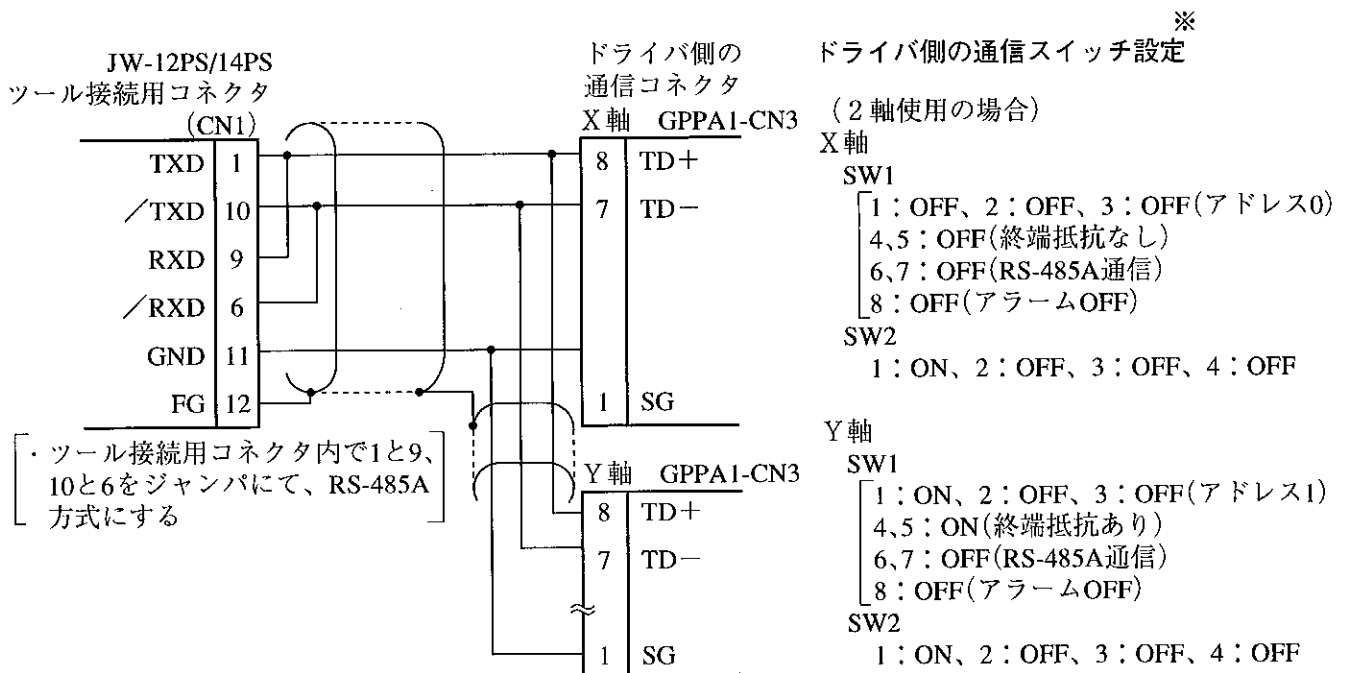 JW-12PS/14PS
ツール接続用コネクタ
(CN1)
TXD 1
／TXD 10
RXD 9
／RXD 6
GND 11
FG 12
・ツール接続用コネクタ内で1と9、
10と6をジャンパにて、RS-485A
方式にする
ドライバ側の
通信コネクタ
X軸 GPPA1-CN3
8 TD＋
7 TD－
1 SG
Y軸 GPPA1-CN3
8 TD＋
7 TD－
1 SG
※
ドライバ側の通信スイッチ設定
（2軸使用の場合）
X軸
SW1
1：OFF、2：OFF、3：OFF(アドレス0)
4、5：OFF(終端抵抗なし)
6、7：OFF(RS-485A通信)
8：OFF(アラームOFF)
SW2
1：ON、2：OFF、3：OFF、4：OFF
Y軸
SW1
1：ON、2：OFF、3：OFF(アドレス1)
4、5：ON(終端抵抗あり)
6、7：OFF(RS-485A通信)
8：OFF(アラームOFF)
SW2
1：ON、2：OFF、3：OFF、4：OFF